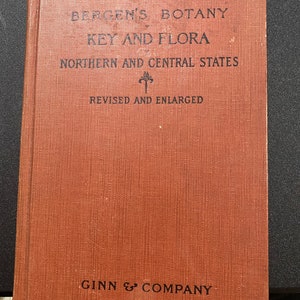 BERGEN'S BOTANY
KEY AND FLORA
NORTHERN AND CENTRAL STATES
REVISED AND ENLARGED
GINN & COMPANY